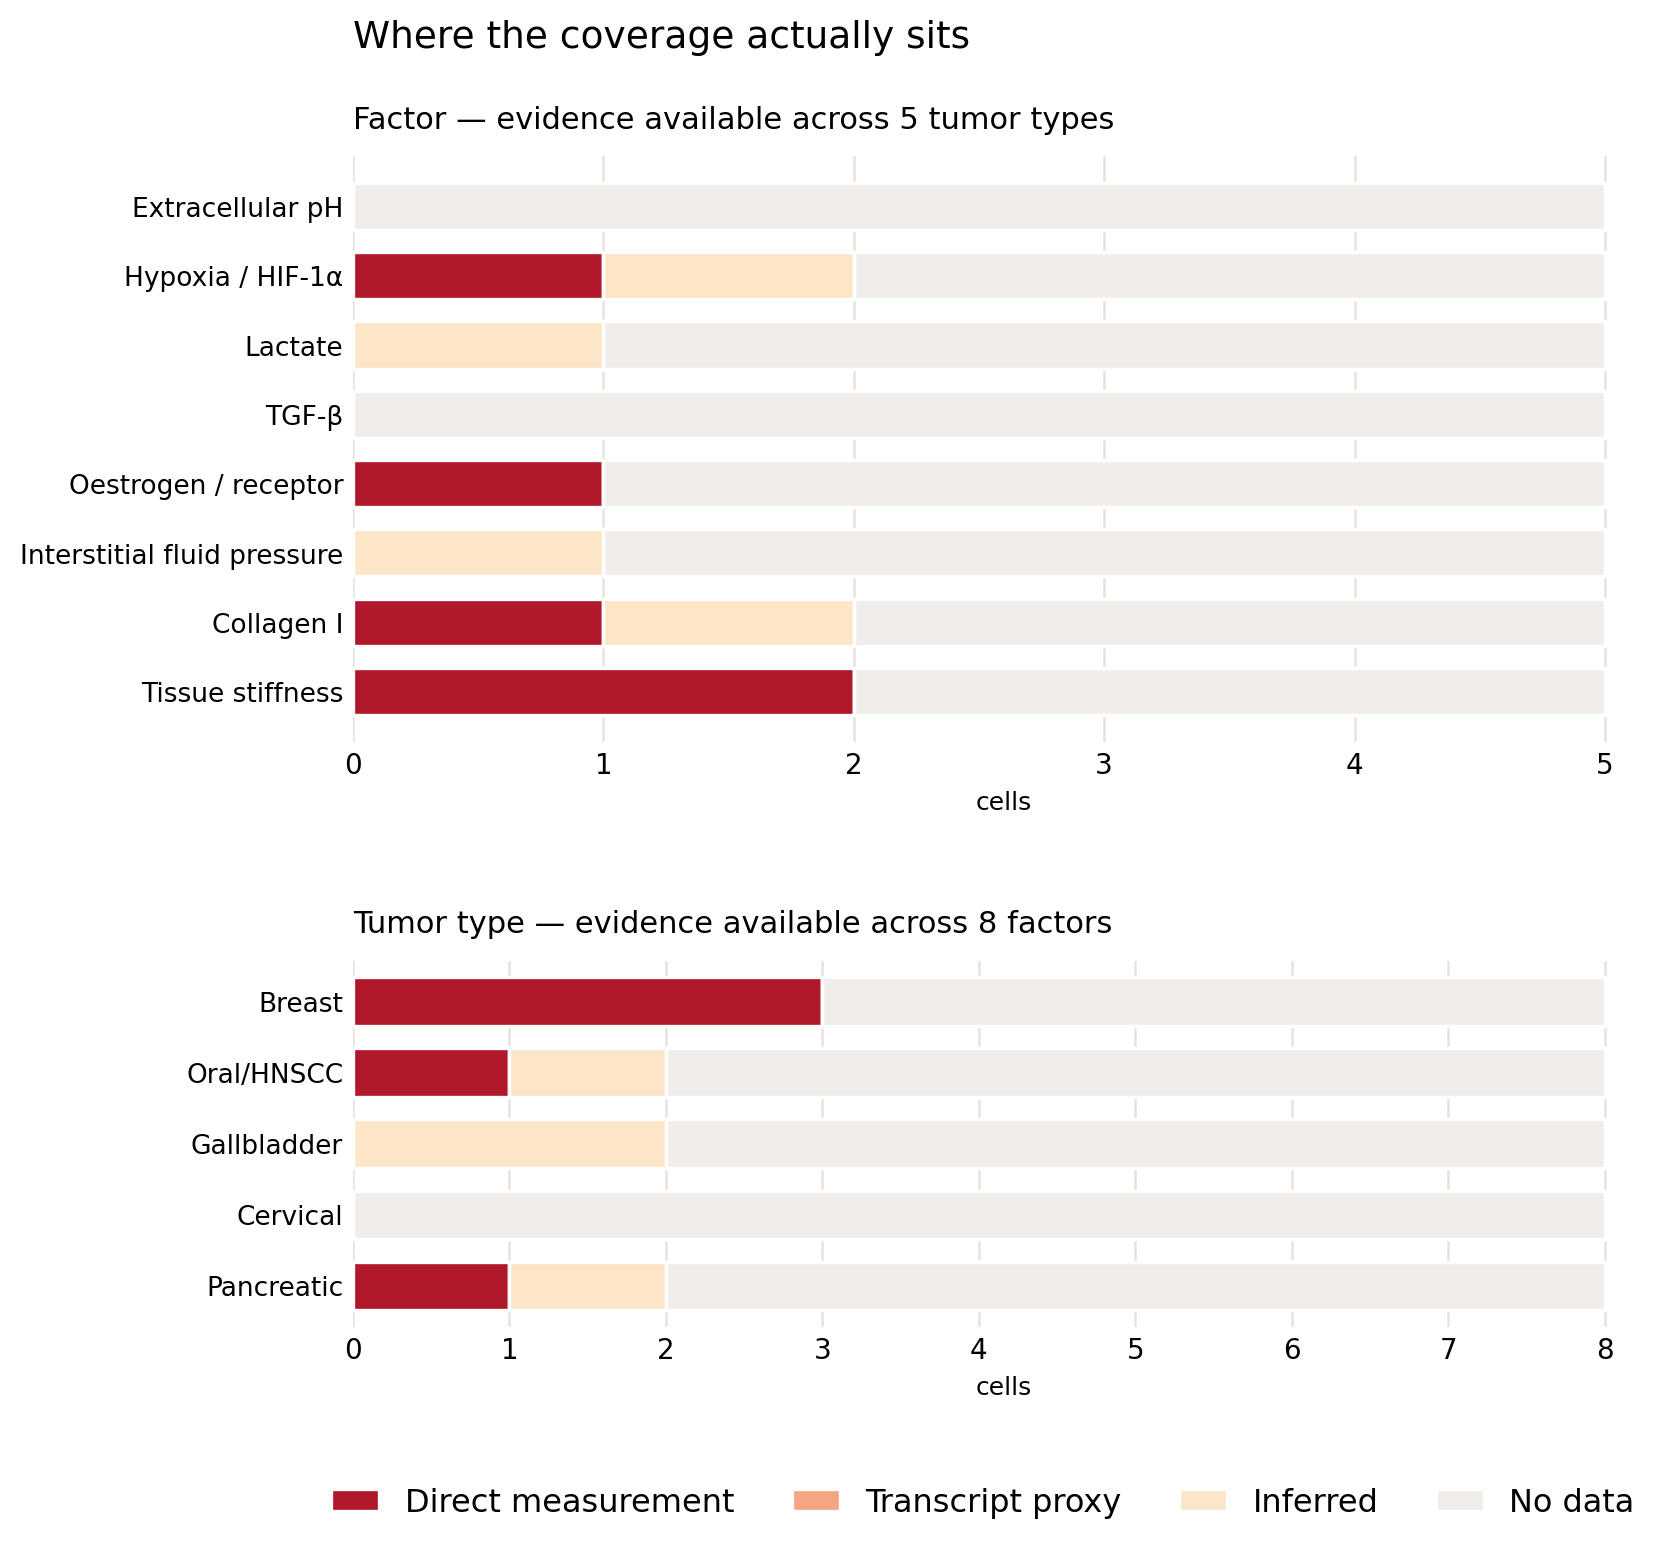 Where the coverage actually sits
Factor — evidence available across 5 tumor types
Extracellular pH
Hypoxia / HIF-1α
Lactate
TGF-β
Oestrogen / receptor
Interstitial fluid pressure
Collagen I
Tissue stiffness
0 1 2 3 4 5
cells
Tumor type — evidence available across 8 factors
Breast
Oral/HNSCC
Gallbladder
Cervical
Pancreatic
0 1 2 3 4 5 6 7 8
cells
Direct measurement Transcript proxy Inferred No data